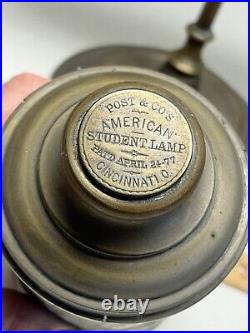 POST & CO'S
AMERICAN
STUDENT LAMP
PAT'D APRIL 24-77
CINCINNATI, O.